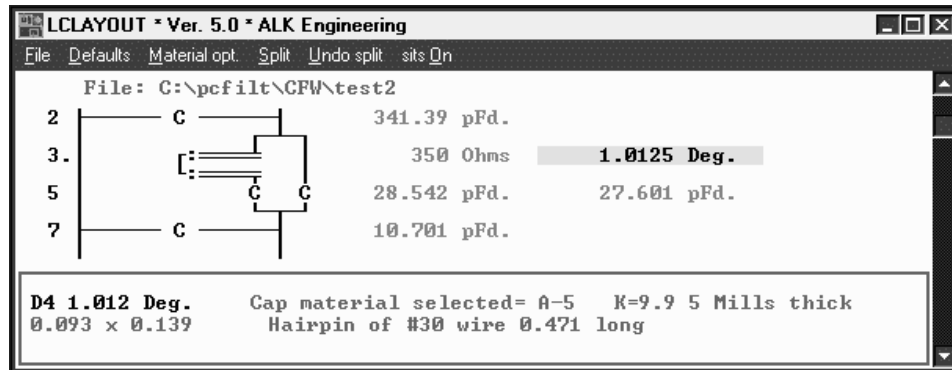 LCLAYOUT * Ver. 5.0 * ALK Engineering
File Defaults Material opt. Split Undo split sits On
File: C:\pcfilt\CFW\test2
2 C 341.39 pFd.
3. 350 Ohms 1.0125 Deg.
5 C C 28.542 pFd. 27.601 pFd.
7 C 10.701 pFd.
D4 1.012 Deg. Cap material selected= A-5 K=9.9 5 Mills thick
0.093 x 0.139 Hairpin of #30 wire 0.471 long